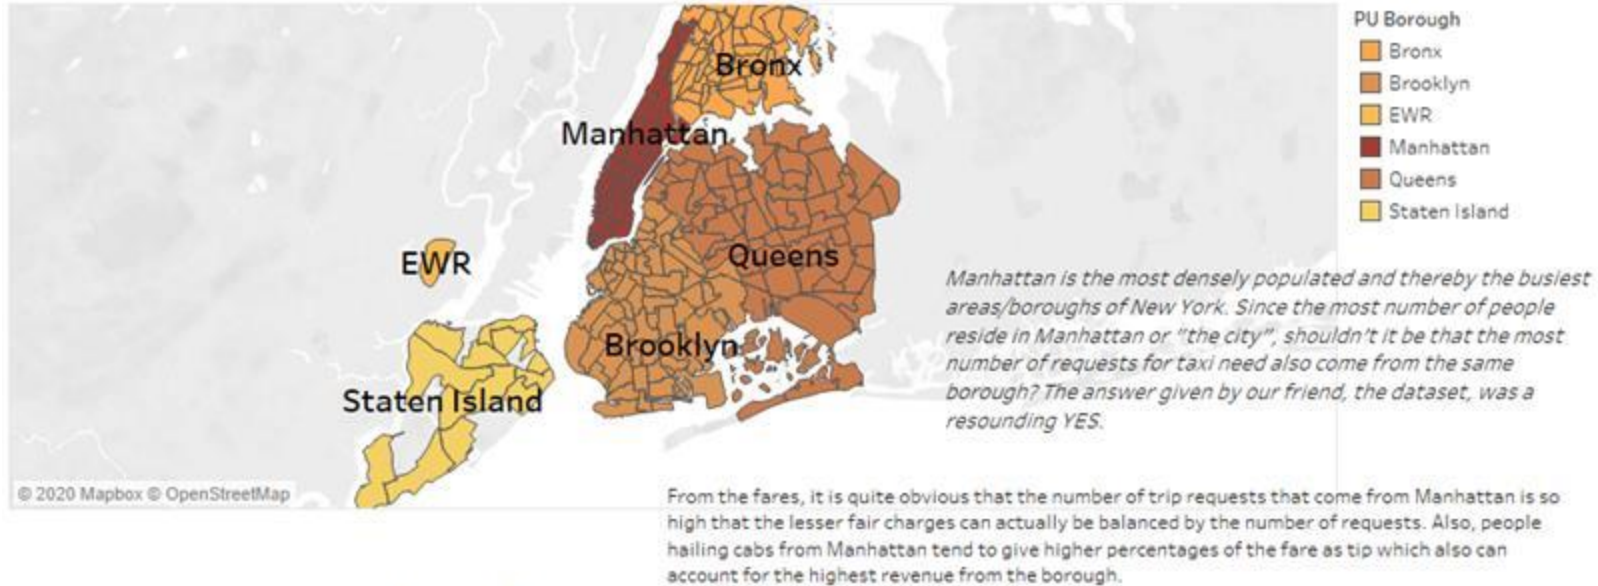 PU Borough
Bronx
Brooklyn
EWR
Manhattan
Queens
Staten Island
Bronx
Manhattan
EWR
Queens
Brooklyn
Staten Island
Manhattan is the most densely populated and thereby the busiest
areas/boroughs of New York. Since the most number of people
reside in Manhattan or "the city", shouldn't it be that the most
number of requests for taxi need also come from the same
borough? The answer given by our friend, the dataset, was a
resounding YES.
© 2020 Mapbox © OpenStreetMap
From the fares, it is quite obvious that the number of trip requests that come from Manhattan is so
high that the lesser fair charges can actually be balanced by the number of requests. Also, people
hailing cabs from Manhattan tend to give higher percentages of the fare as tip which also can
account for the highest revenue from the borough.